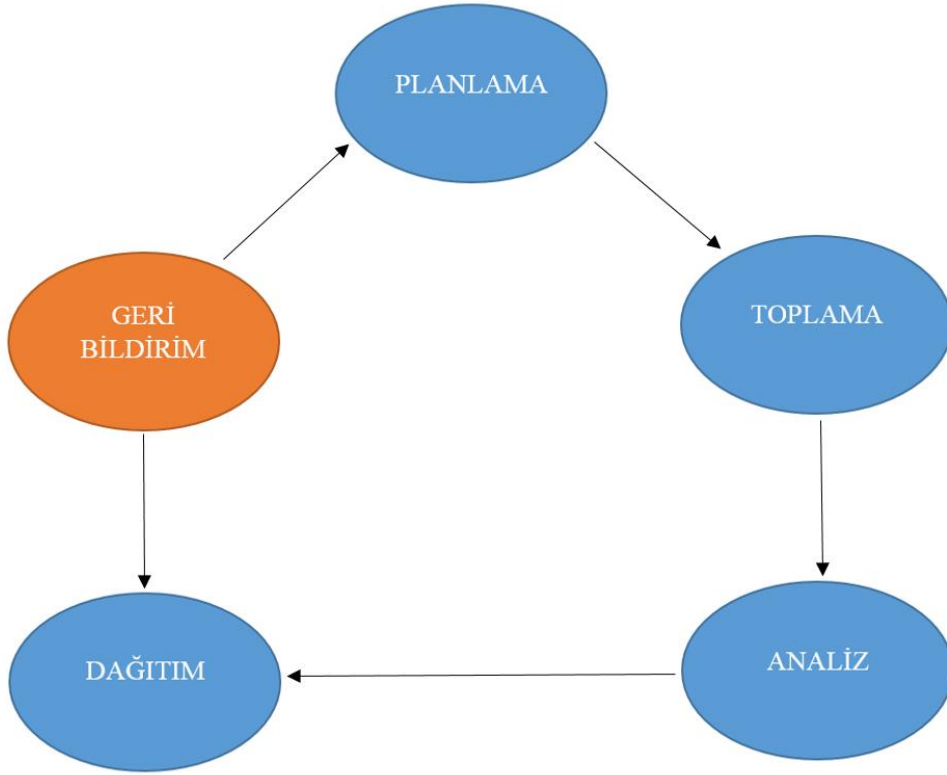 PLANLAMA
TOPLAMA
GERİ
BİLDİRİM
DAĞITIM
ANALİZ